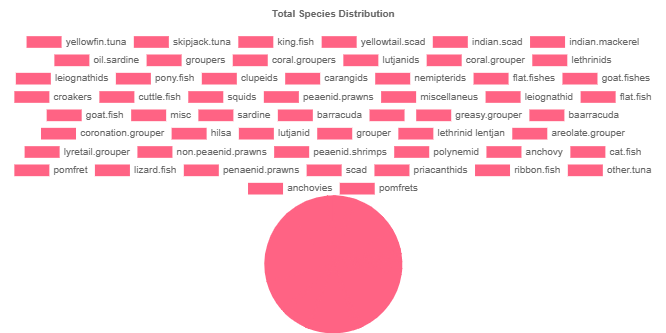 Total Species Distribution
yellowfin.tuna skipjack.tuna king.fish yellowtail.scad indian.scad indian.mackerel
oil.sardine groupers coral.groupers lutjanids coral.grouper lethrinids
leiognathids pony.fish clupeids carangids nemipterids flat.fishes goat.fishes
croakers cuttle.fish squids peaenid.prawns miscellaneus leiognathid flat.fish
goat.fish misc sardine barracuda greasy.grouper baarracuda
coronation.grouper hilsa lutjanid grouper lethrinid lentjan areolate.grouper
lyretail.grouper non.peaenid.prawns peaenid.shrimps polynemid anchovy cat.fish
pomfret lizard.fish penaenid.prawns scad priacanthids ribbon.fish other.tuna
anchovies pomfrets